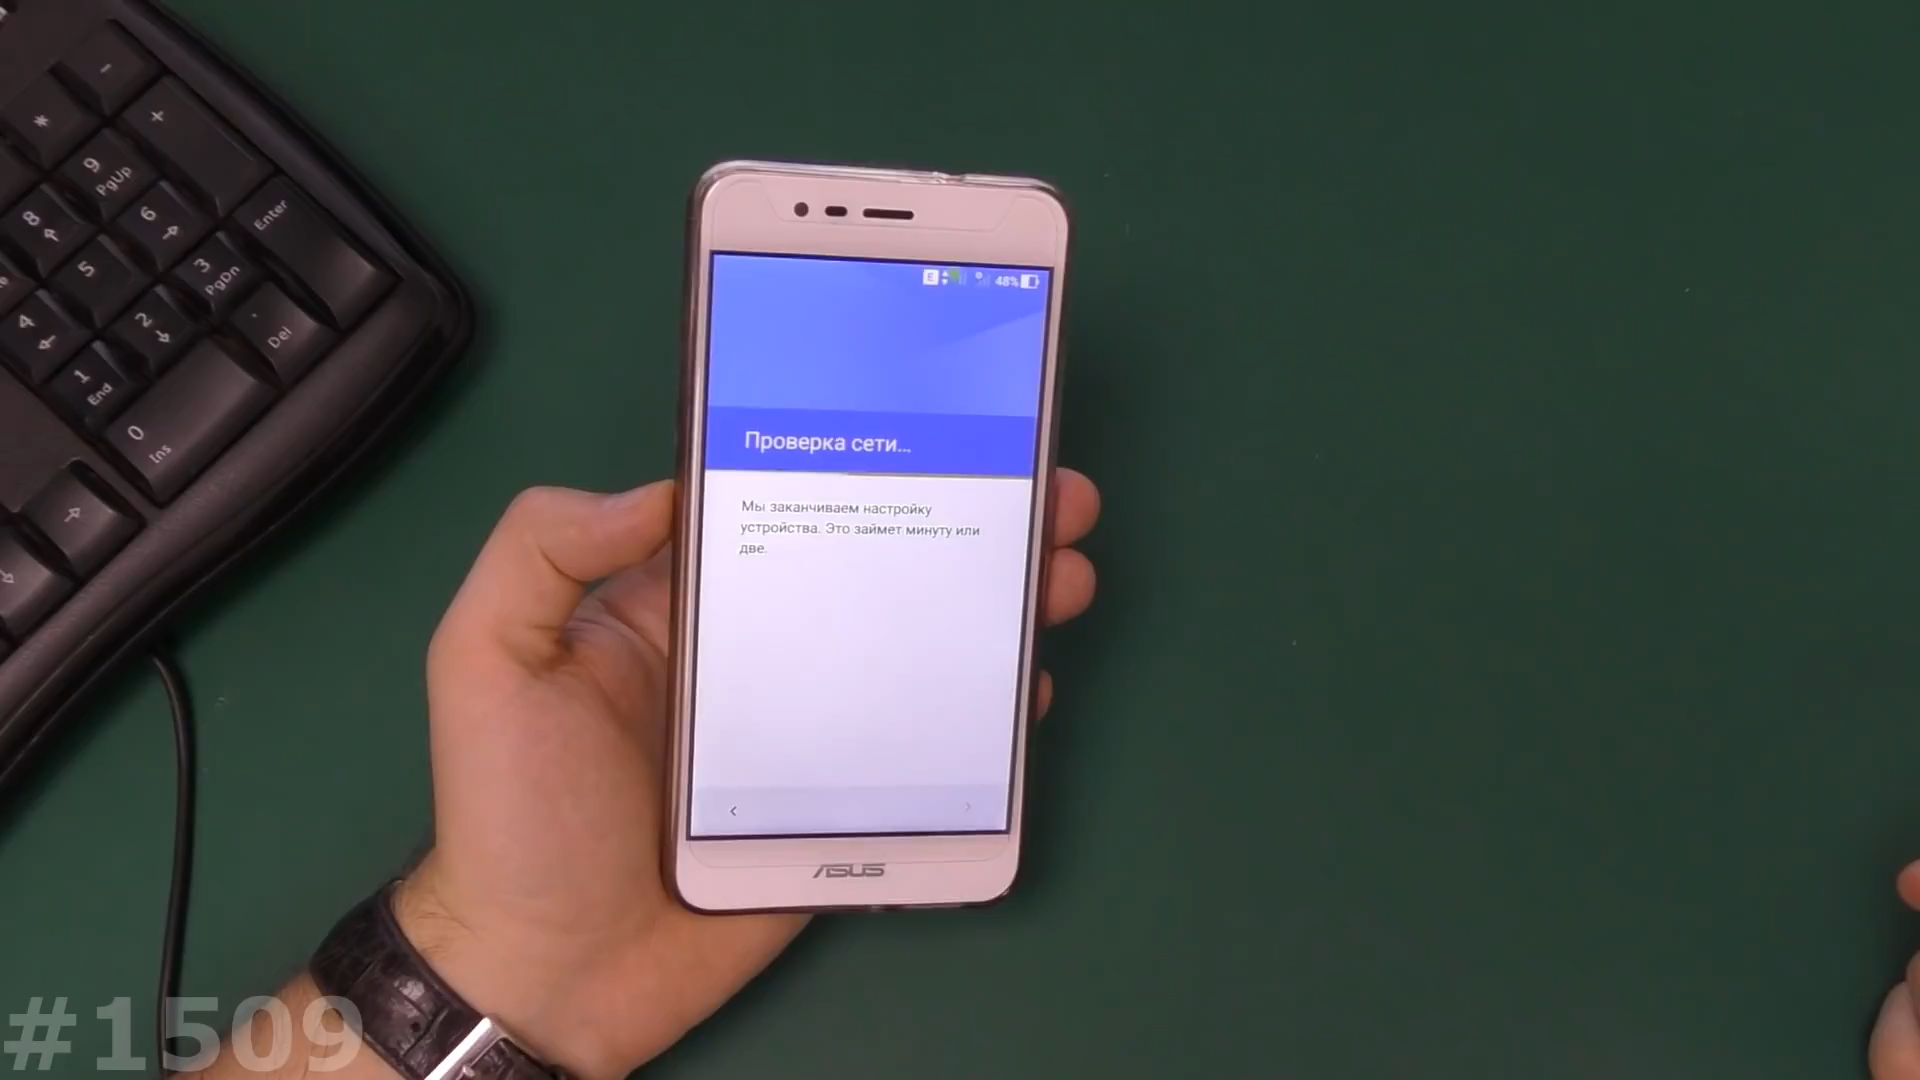 -
*
+
9
PgUp
8
6
Enter
5
3
PgDn
4
2
Del
1
End
0
Ins
E
48%
Проверка сети...
Мы заканчиваем настройку
устройства. Это займет минуту или
две.
ASUS
#1509